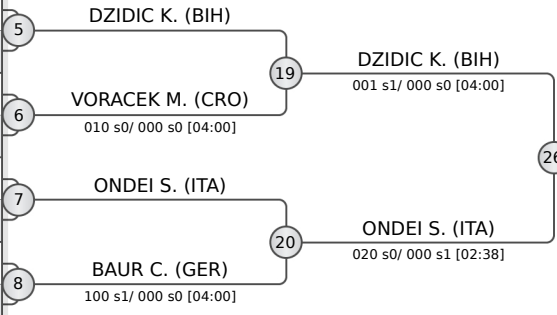 DZIDIC K. (BIH)
5
19
DZIDIC K. (BIH)
001 s1/ 000 s0 [04:00]
VORACEK M. (CRO)
6
010 s0/ 000 s0 [04:00]
26
ONDEI S. (ITA)
7
20
ONDEI S. (ITA)
020 s0/ 000 s1 [02:38]
BAUR C. (GER)
8
100 s1/ 000 s0 [04:00]